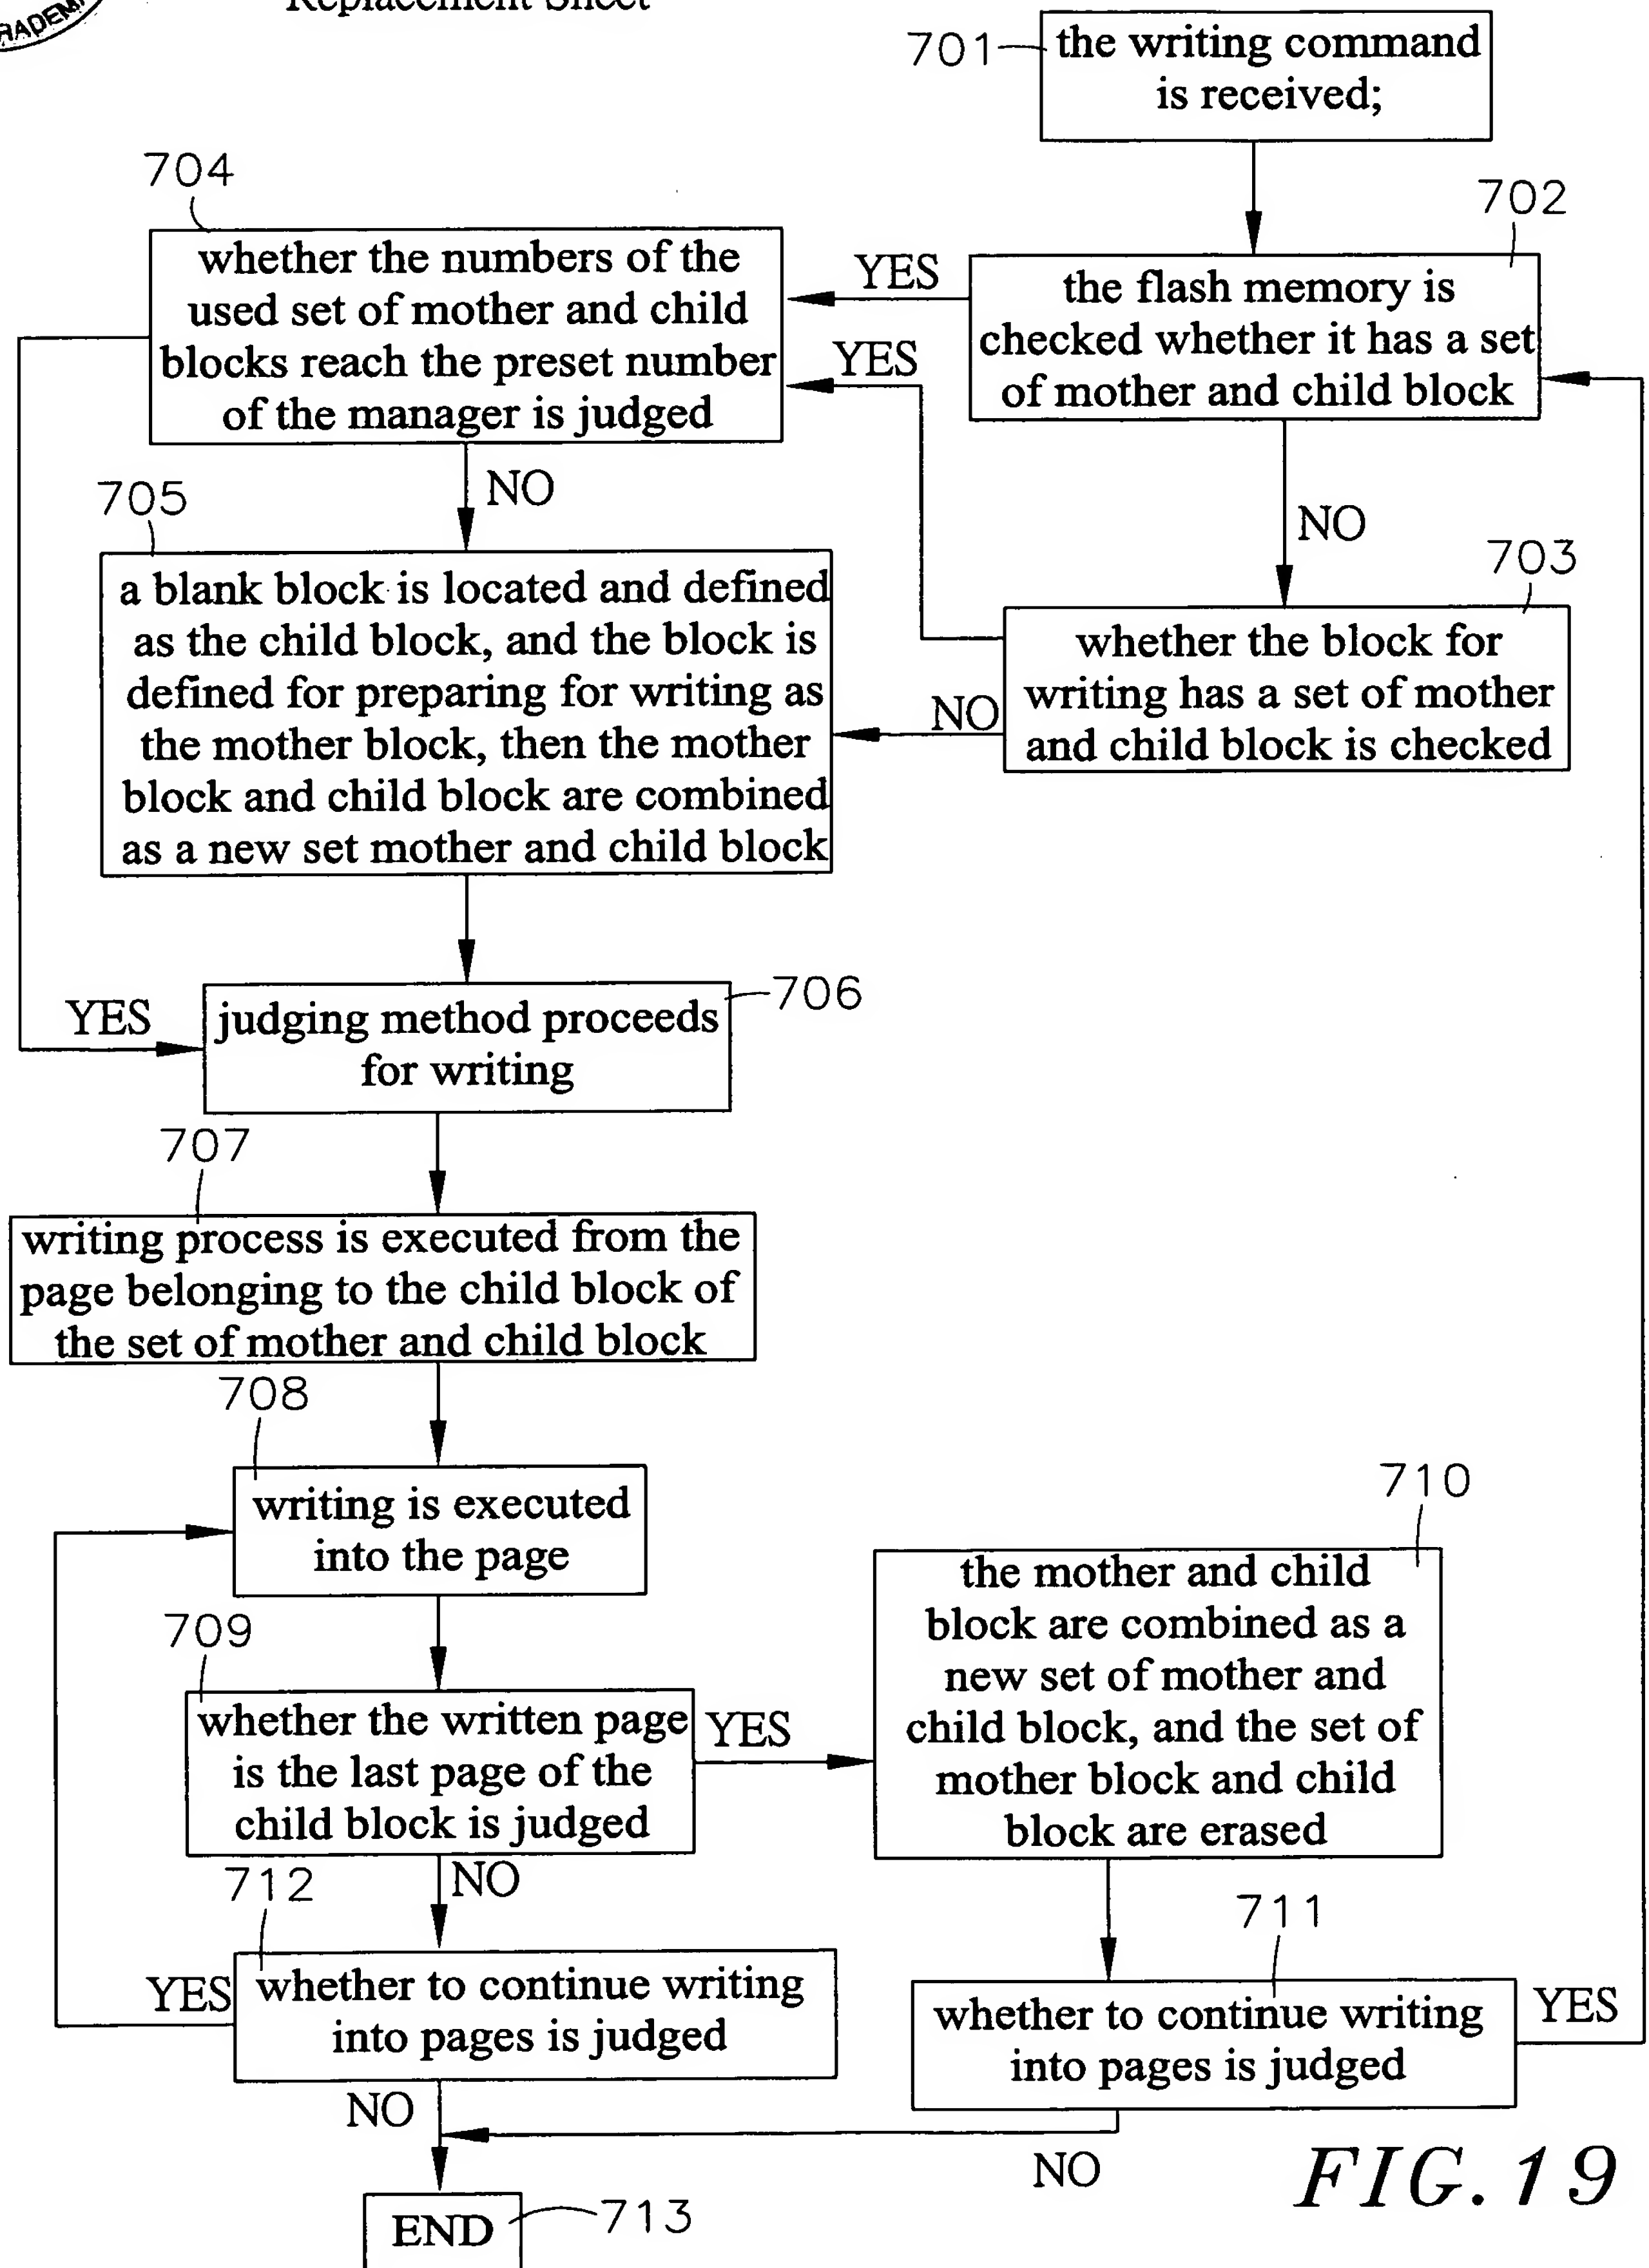 RADEM
Replacement Sheet
701
the writing command
is received;
704
702
whether the numbers of the
used set of mother and child
blocks reach the preset number
of the manager is judged
YES
YES
the flash memory is
checked whether it has a set
of mother and child block
NO
NO
705
703
a blank block is located and defined
as the child block, and the block is
defined for preparing for writing as
the mother block, then the mother
block and child block are combined
as a new set mother and child block
NO
whether the block for
writing has a set of mother
and child block is checked
YES
judging method proceeds
for writing
706
707
writing process is executed from the
page belonging to the child block of
the set of mother and child block
708
writing is executed
into the page
709
whether the written page
is the last page of the
child block is judged
YES
710
the mother and child
block are combined as a
new set of mother and
child block, and the set of
mother block and child
block are erased
712
NO
711
YES
whether to continue writing
into pages is judged
whether to continue writing
into pages is judged
YES
NO
NO
END
713
FIG. 19